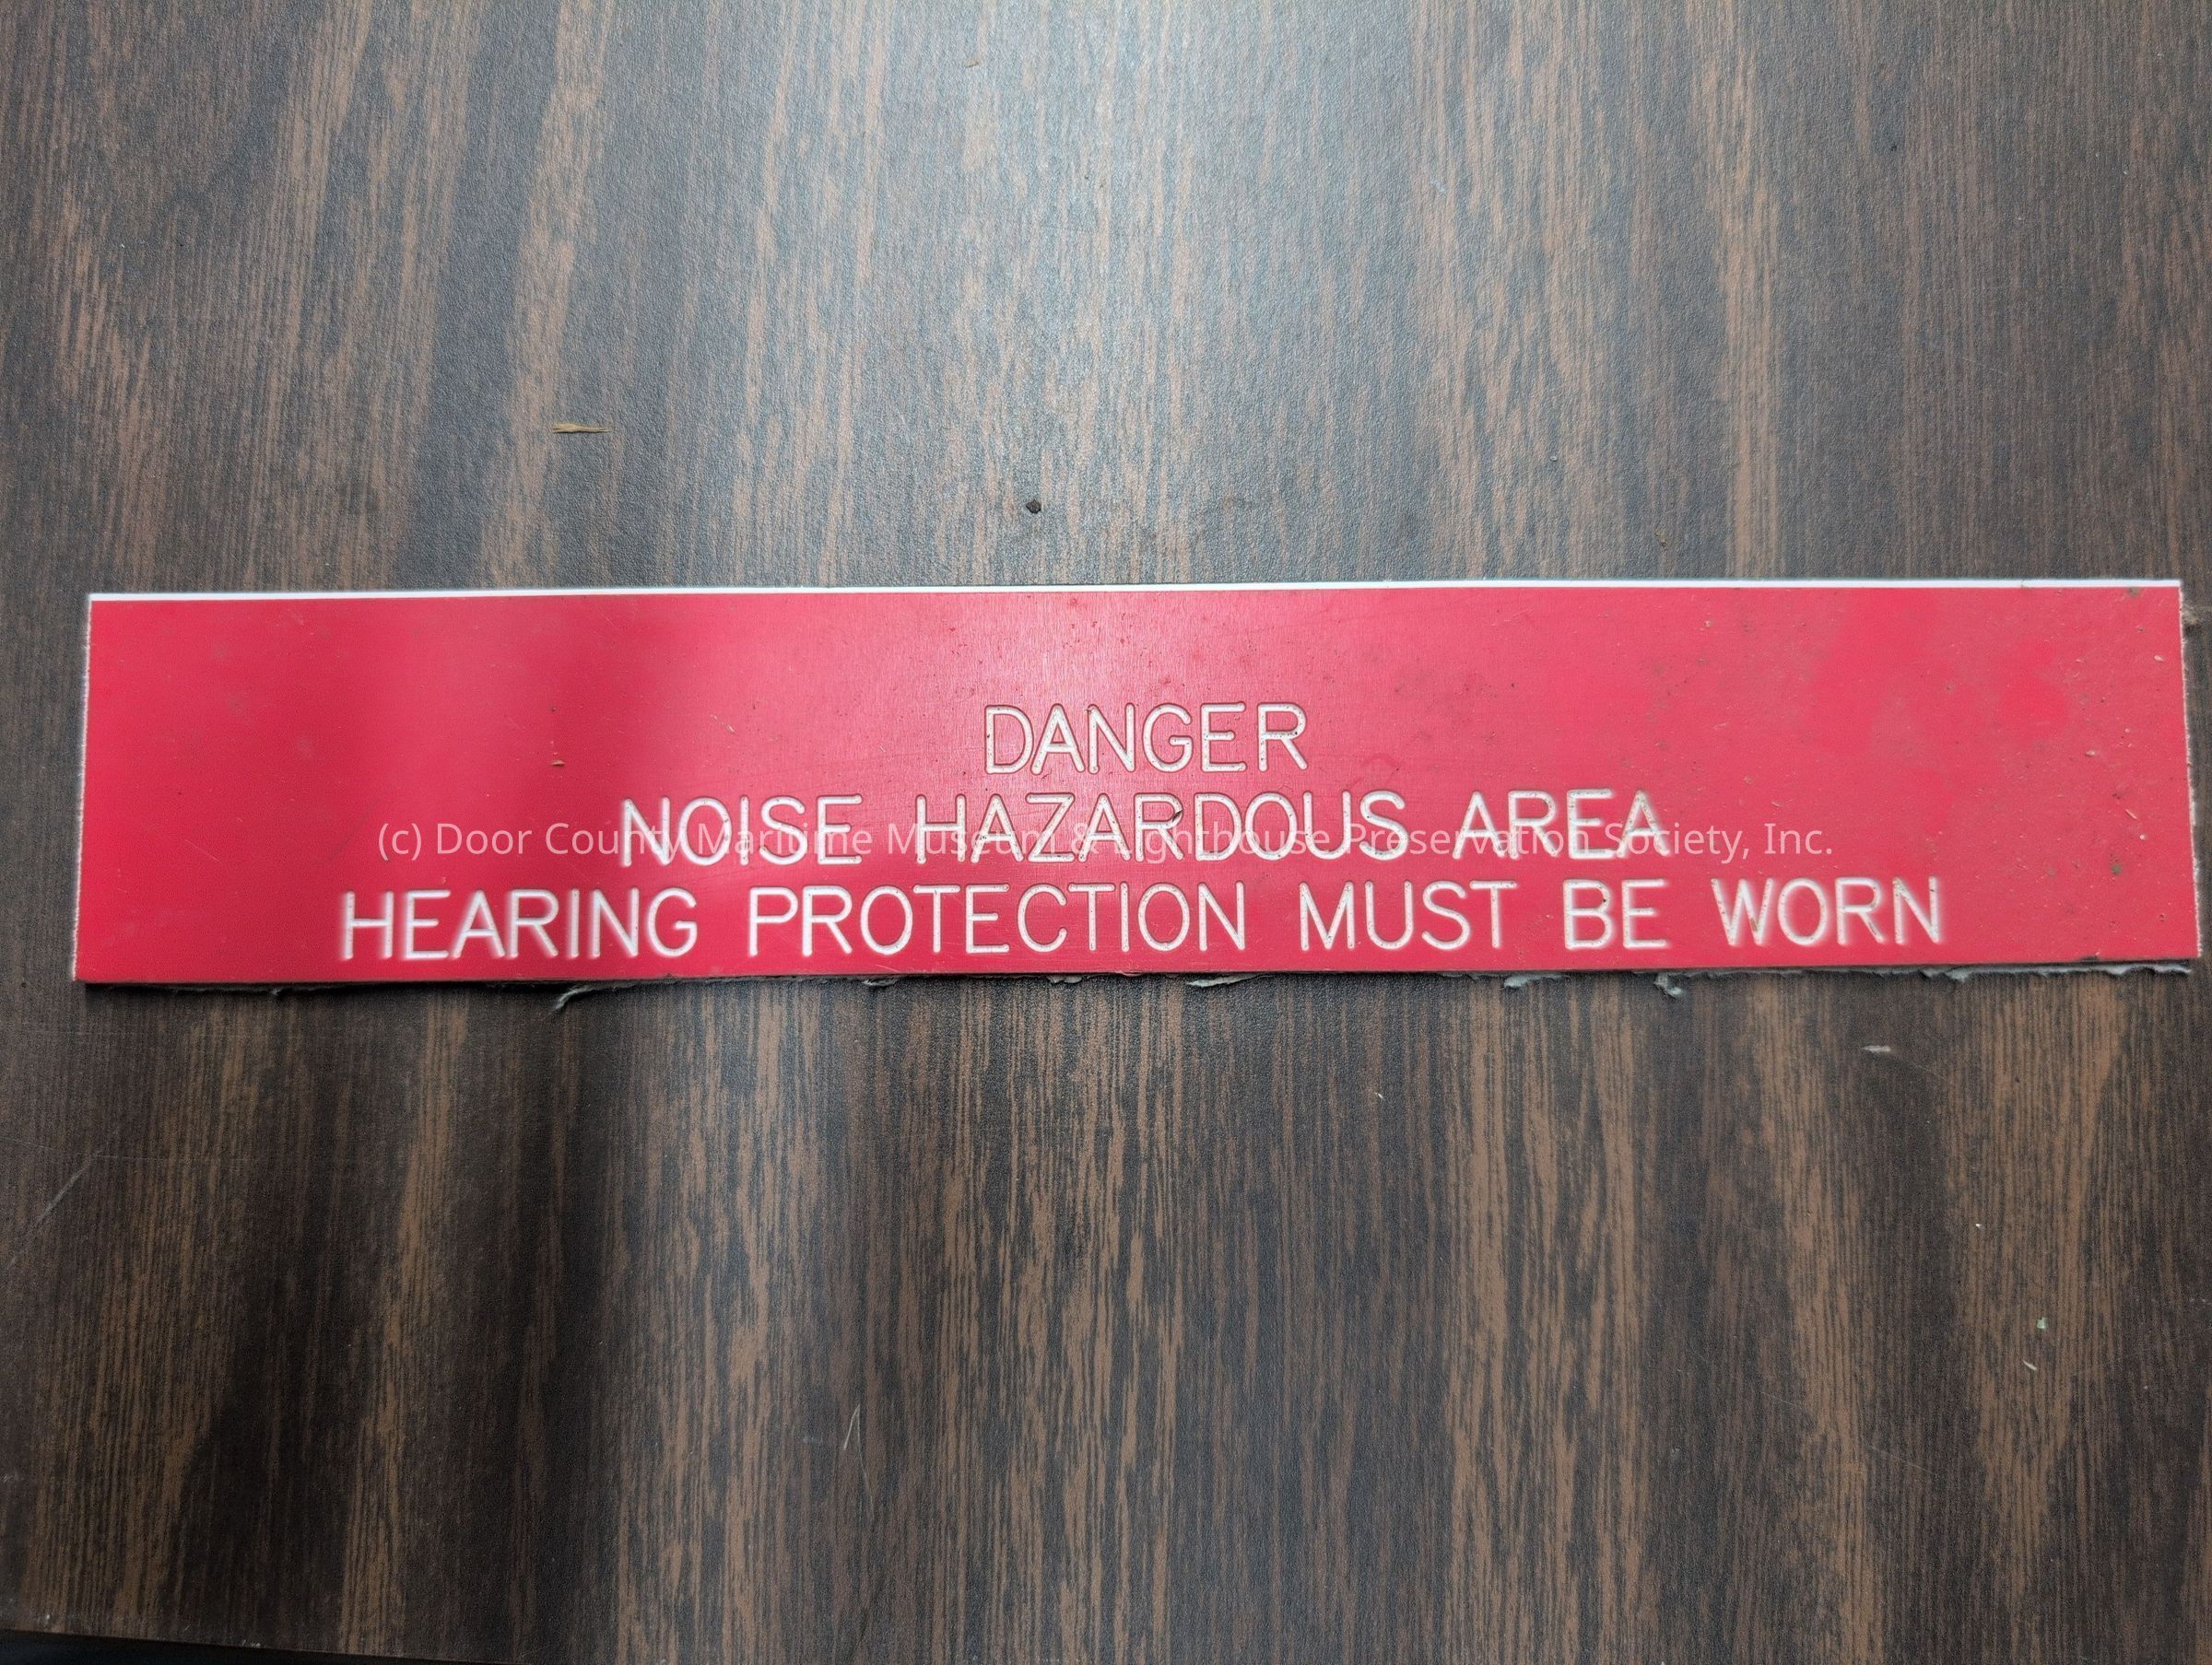 DANGER
NOISE HAZARDOUS AREA
(c) Door County Maritime Museum & Lighthouse Preservation Society, Inc.
HEARING PROTECTION MUST BE WORN